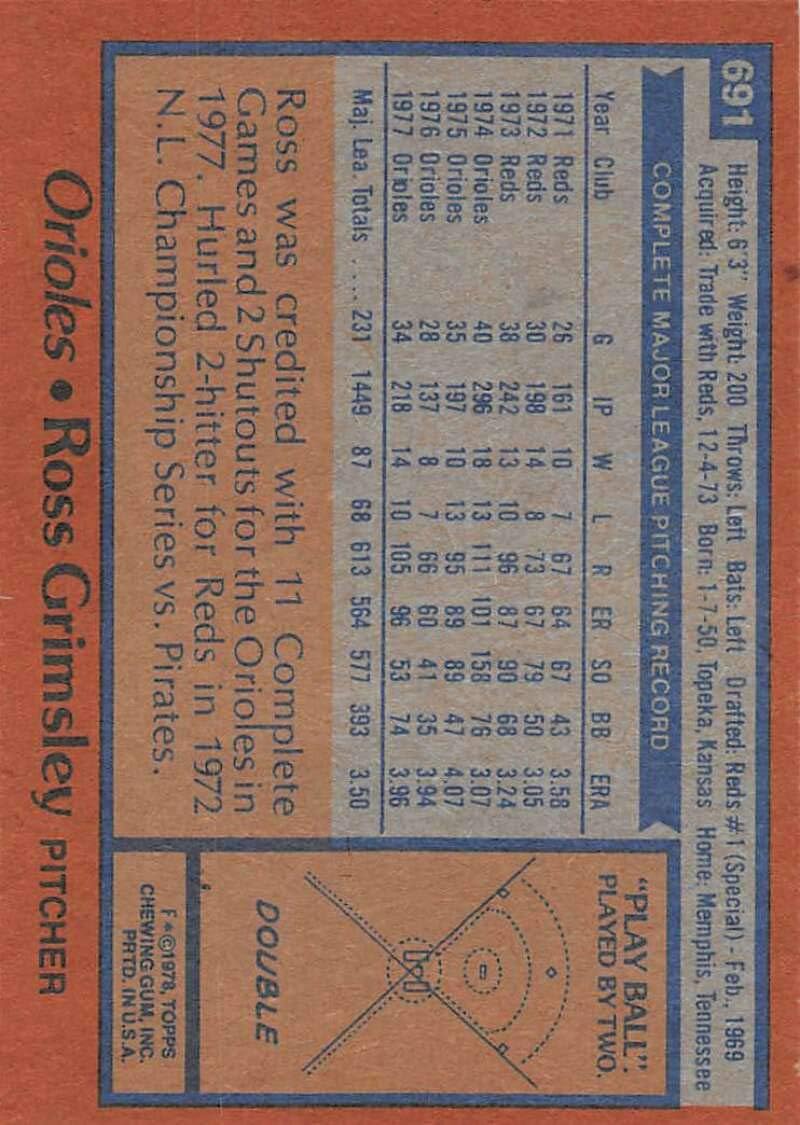 691
Height: 6'3" Weight: 200 Throws: Left Bats: Left Drafted: Reds #1 (Special) - Feb., 1969
Acquired: Trade with Reds, 12-4-73 Born: 1-7-50, Topeka, Kansas Home: Memphis, Tennessee
COMPLETE MAJOR LEAGUE PITCHING RECORD
Year Club G IP W L R ER SO BB ERA
1971 Reds 26 161 10 7 67 64 67 43 3.58
1972 Reds 30 198 14 8 73 67 79 50 3.05
1973 Reds 38 242 13 10 96 87 90 68 3.24
1974 Orioles 40 296 18 13 111 101 158 76 3.07
1975 Orioles 35 197 10 13 95 89 89 47 4.07
1976 Orioles 28 137 8 7 66 60 41 35 3.94
1977 Orioles 34 218 14 10 105 96 53 74 3.96
Maj. Lea. Totals .... 231 1449 87 68 613 564 577 393 3.50
Ross was credited with 11 Complete
Games and 2 Shutouts for the Orioles in
1977. Hurled 2-hitter for Reds in 1972
N.L. Championship Series vs. Pirates.
"PLAY BALL".
PLAYED BY TWO.
DOUBLE
F*©1978, TOPPS
CHEWING GUM, INC.
PRTD. IN U.S.A.
Orioles • Ross Grimsley PITCHER